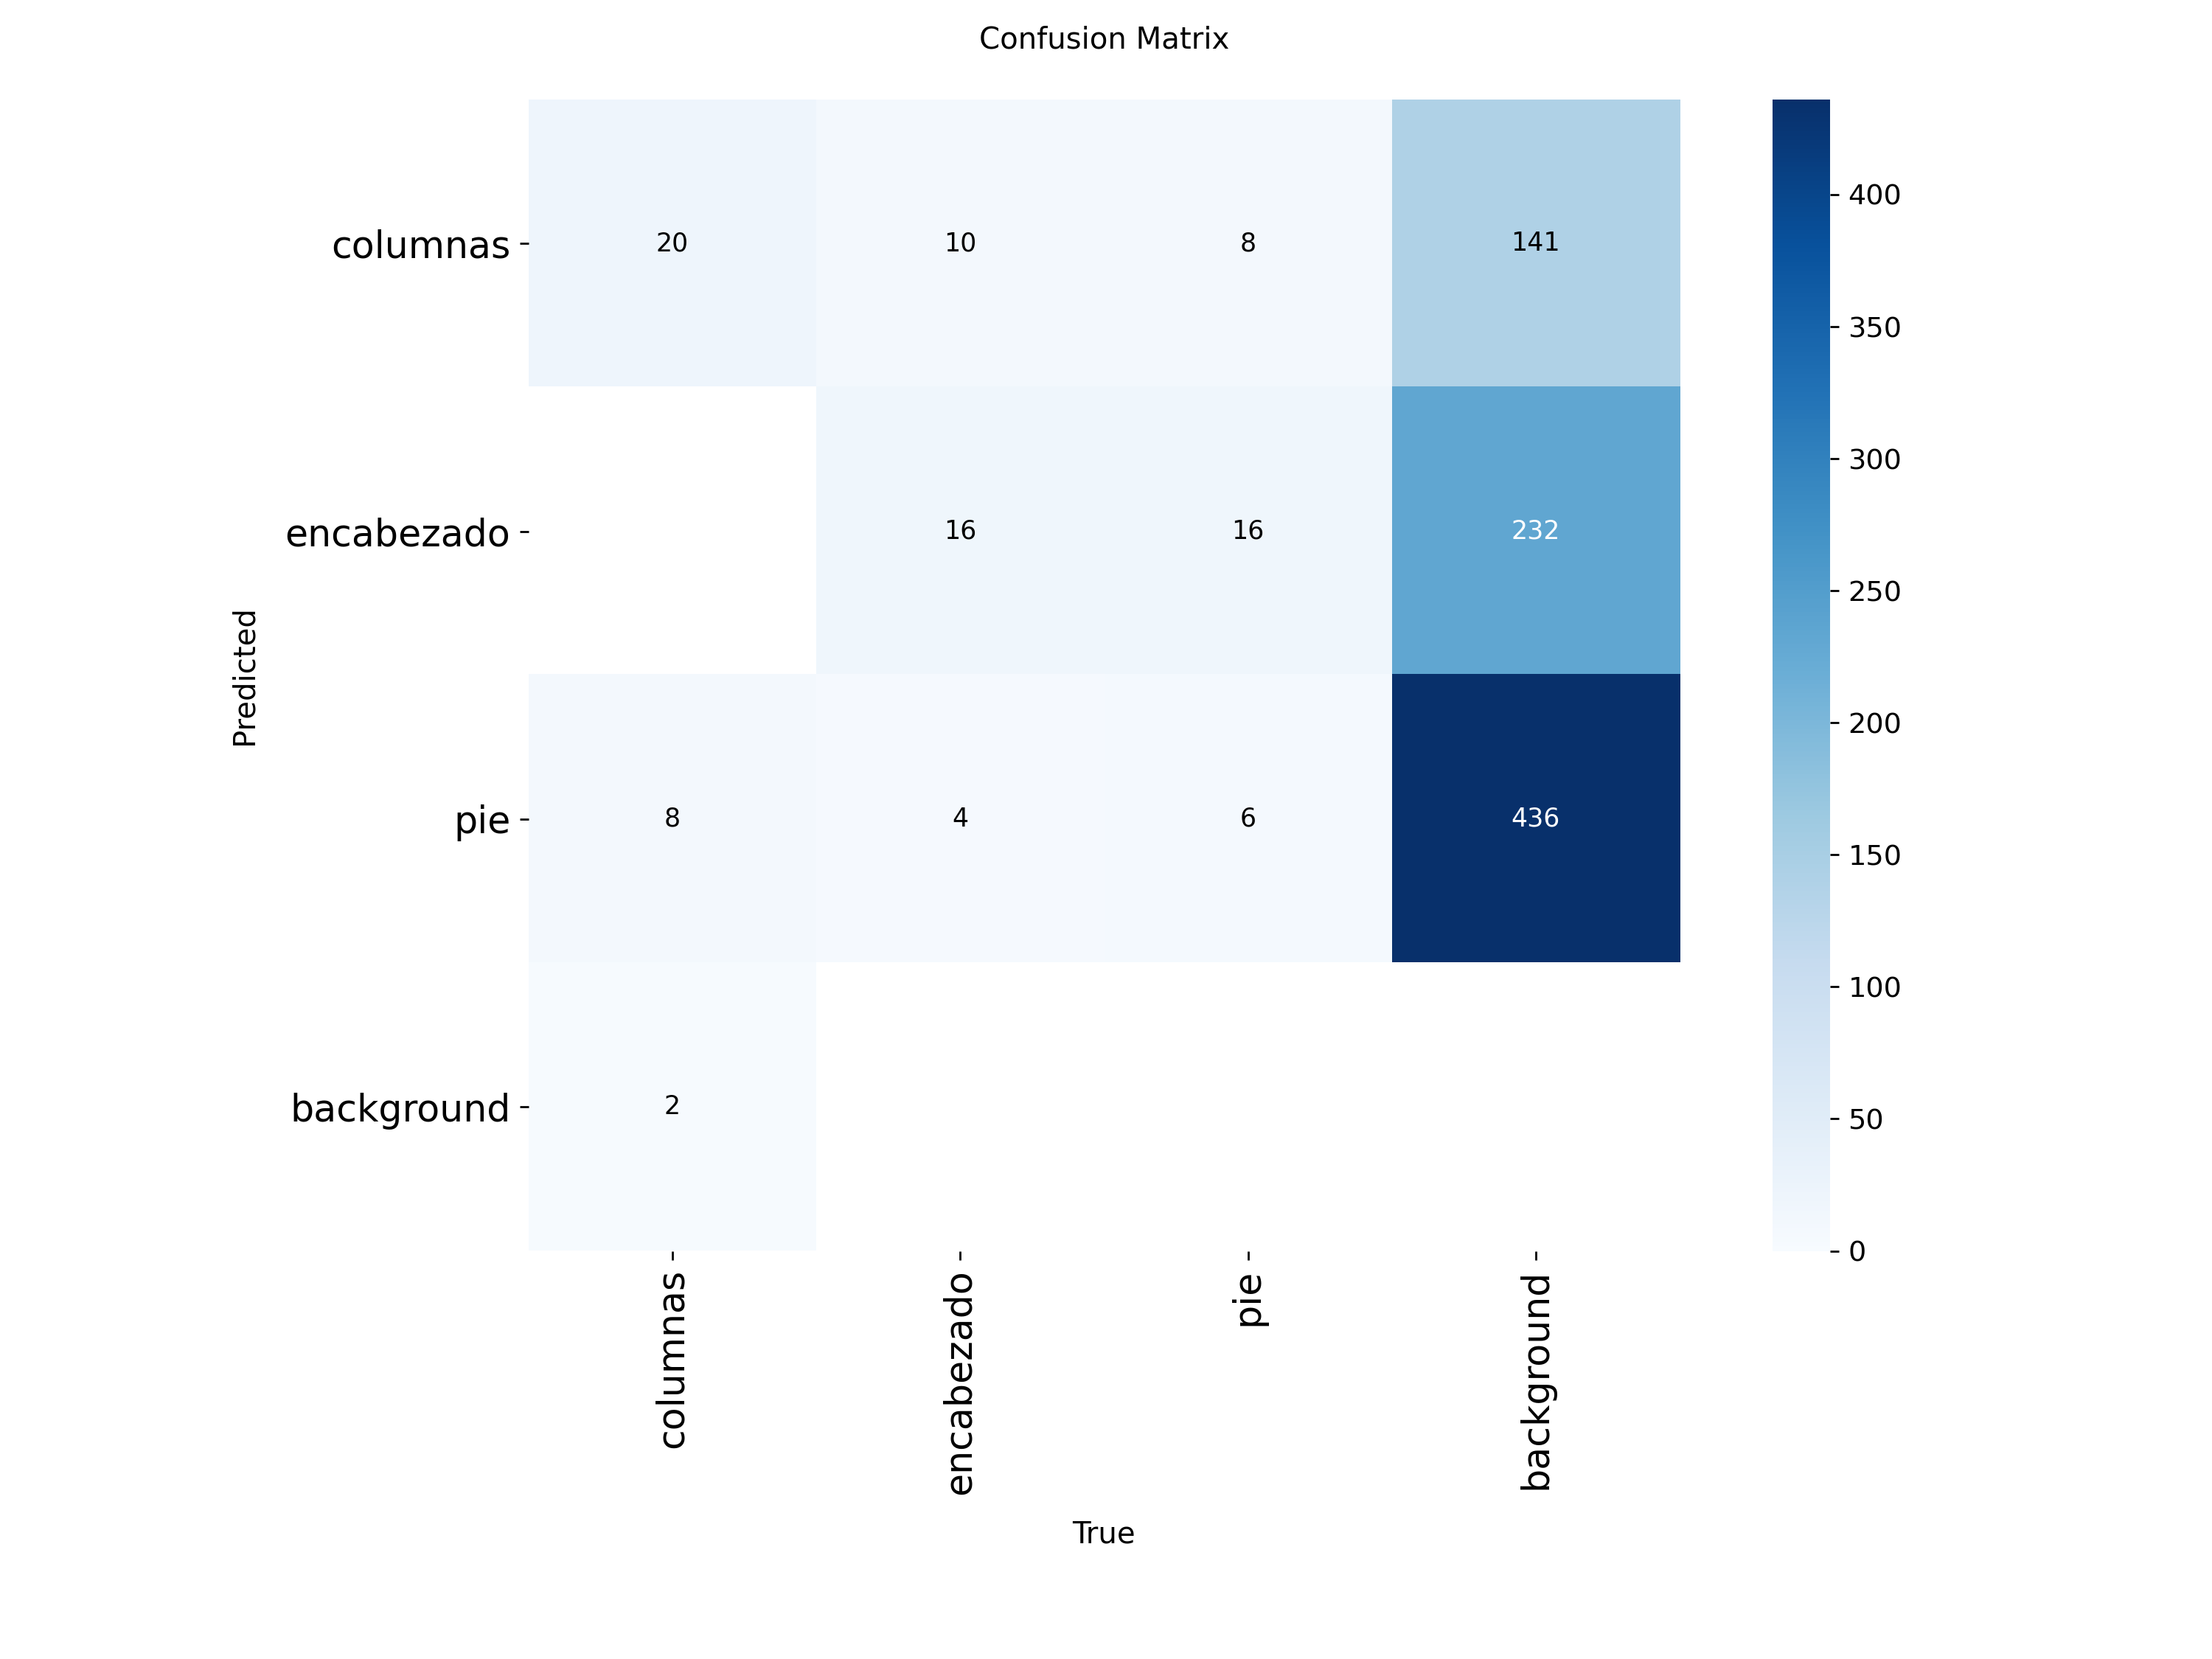 Confusion Matrix
columnas
20 10 8 141
encabezado
16 16 232
pie
8 4 6 436
background
2
Predicted
columnas
encabezado
pie
background
True
400
350
300
250
200
150
100
50
0